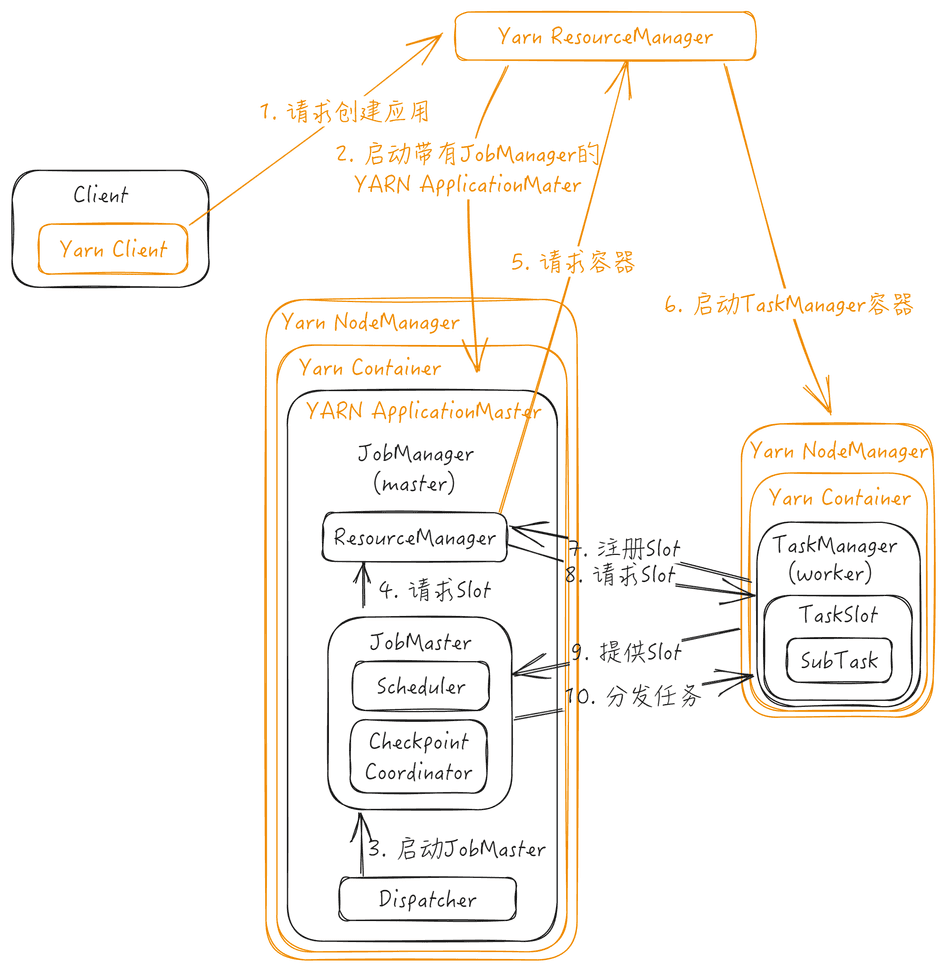 Yarn ResourceManager
1. 请求创建应用
2. 启动带有JobManager的
YARN ApplicationMater
Client
Yarn Client
5. 请求容器
6. 启动TaskManager容器
Yarn NodeManager
Yarn Container
YARN ApplicationMaster
JobManager
(master)
ResourceManager
4. 请求Slot
JobMaster
Scheduler
Checkpoint
Coordinator
3. 启动JobMaster
Dispatcher
7. 注册Slot
8. 请求Slot
9. 提供Slot
10. 分发任务
Yarn NodeManager
Yarn Container
TaskManager
(worker)
TaskSlot
SubTask